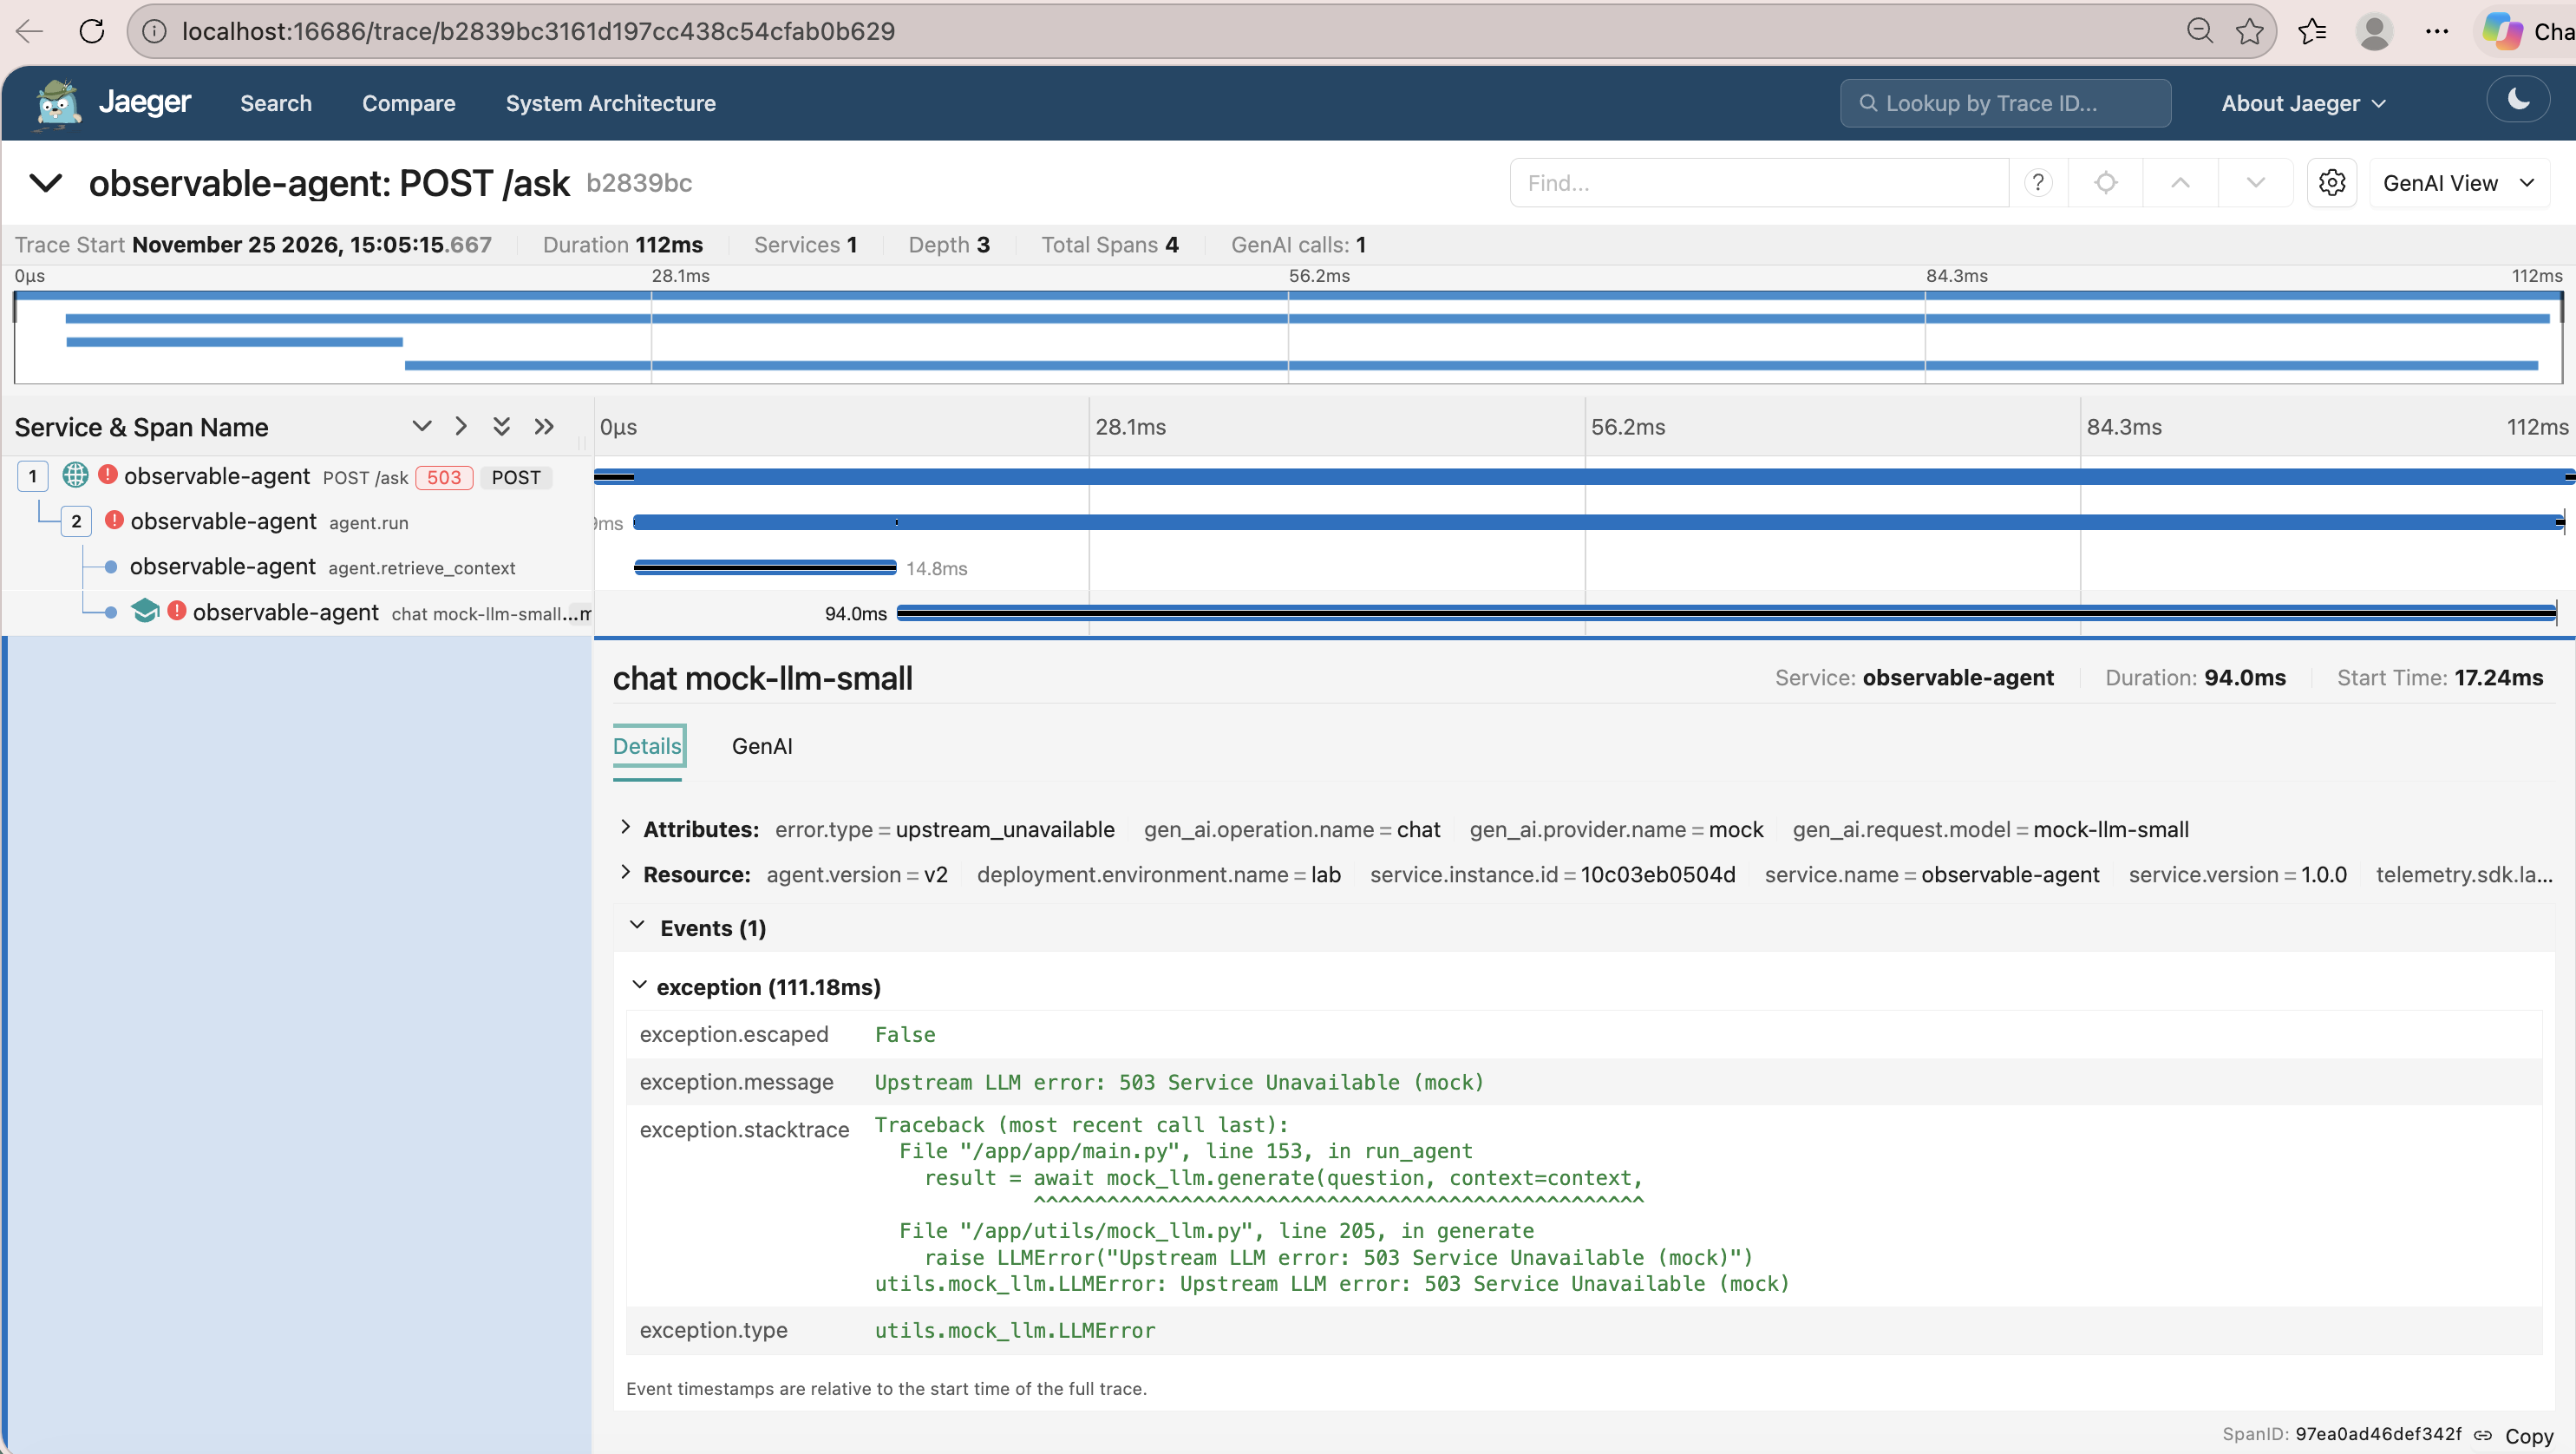 localhost:16686/trace/b2839bc3161d197cc438c54cfab0b629
Cha
Jaeger Search Compare System Architecture Lookup by Trace ID... About Jaeger
observable-agent: POST /ask b2839bc Find... ? GenAI View
Trace Start November 25 2026, 15:05:15.667 Duration 112ms Services 1 Depth 3 Total Spans 4 GenAI calls: 1
0μs 28.1ms 56.2ms 84.3ms 112ms
Service & Span Name 0μs 28.1ms 56.2ms 84.3ms 112ms
1 observable-agent POST /ask 503 POST
2 observable-agent agent.run 9ms
observable-agent agent.retrieve_context 14.8ms
observable-agent chat mock-llm-small...m 94.0ms
chat mock-llm-small Service: observable-agent Duration: 94.0ms Start Time: 17.24ms
Details GenAI
Attributes: error.type = upstream_unavailable gen_ai.operation.name = chat gen_ai.provider.name = mock gen_ai.request.model = mock-llm-small
Resource: agent.version = v2 deployment.environment.name = lab service.instance.id = 10c03eb0504d service.name = observable-agent service.version = 1.0.0 telemetry.sdk.la...
Events (1)
exception (111.18ms)
exception.escaped False
exception.message Upstream LLM error: 503 Service Unavailable (mock)
exception.stacktrace Traceback (most recent call last):
File "/app/app/main.py", line 153, in run_agent
result = await mock_llm.generate(question, context=context,
^^^^^^^^^^^^^^^^^^^^^^^^^^^^^^^^^^^^^^^^^^^^^^^^^^
File "/app/utils/mock_llm.py", line 205, in generate
raise LLMError("Upstream LLM error: 503 Service Unavailable (mock)")
utils.mock_llm.LLMError: Upstream LLM error: 503 Service Unavailable (mock)
exception.type utils.mock_llm.LLMError
Event timestamps are relative to the start time of the full trace.
SpanID: 97ea0ad46def342f Copy